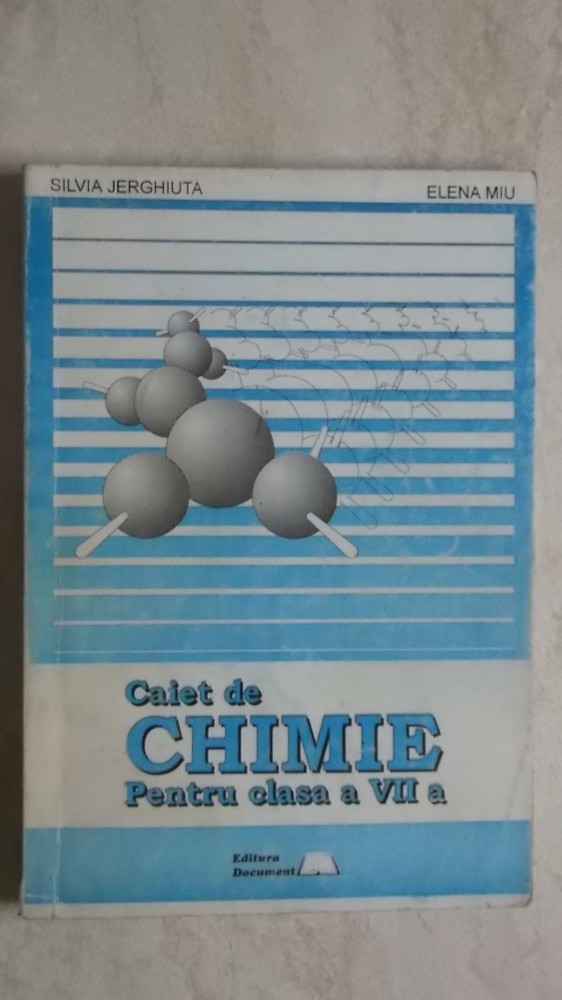 SILVIA JERGHIUTA
ELENA MIU
Caiet de
CHIMIE
Pentru clasa a VII a
Editura
Document